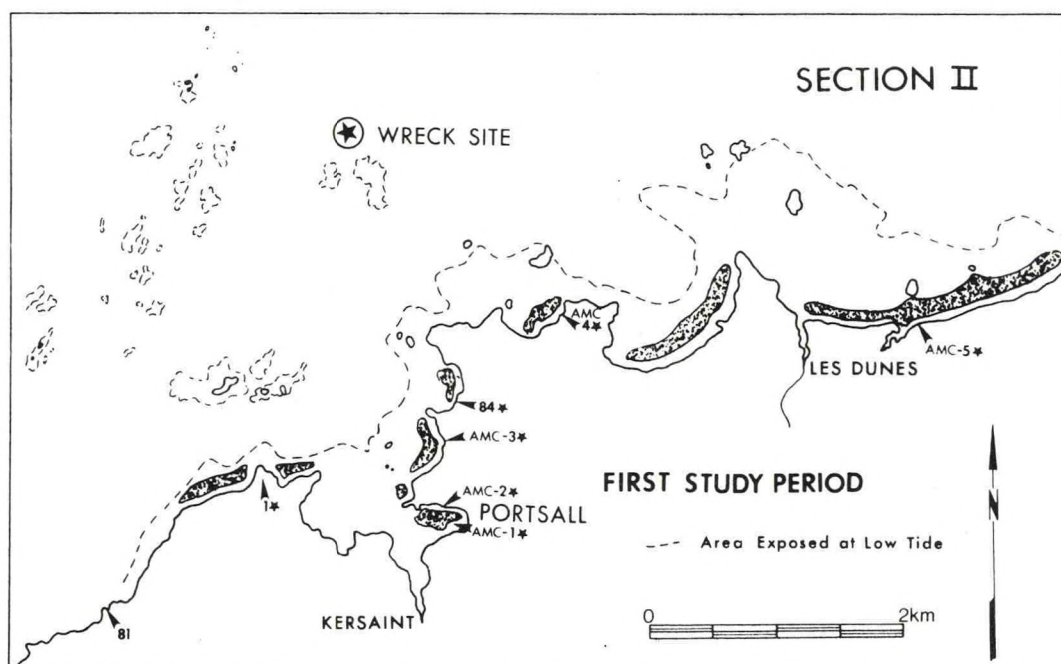 SECTION II
WRECK SITE
AMC
4★
LES DUNES
AMC-5★
84★
AMC-3★
FIRST STUDY PERIOD
1★
AMC-2★
PORTSALL
AMC-1★
Area Exposed at Low Tide
N
KERSAINT
0 2km
81